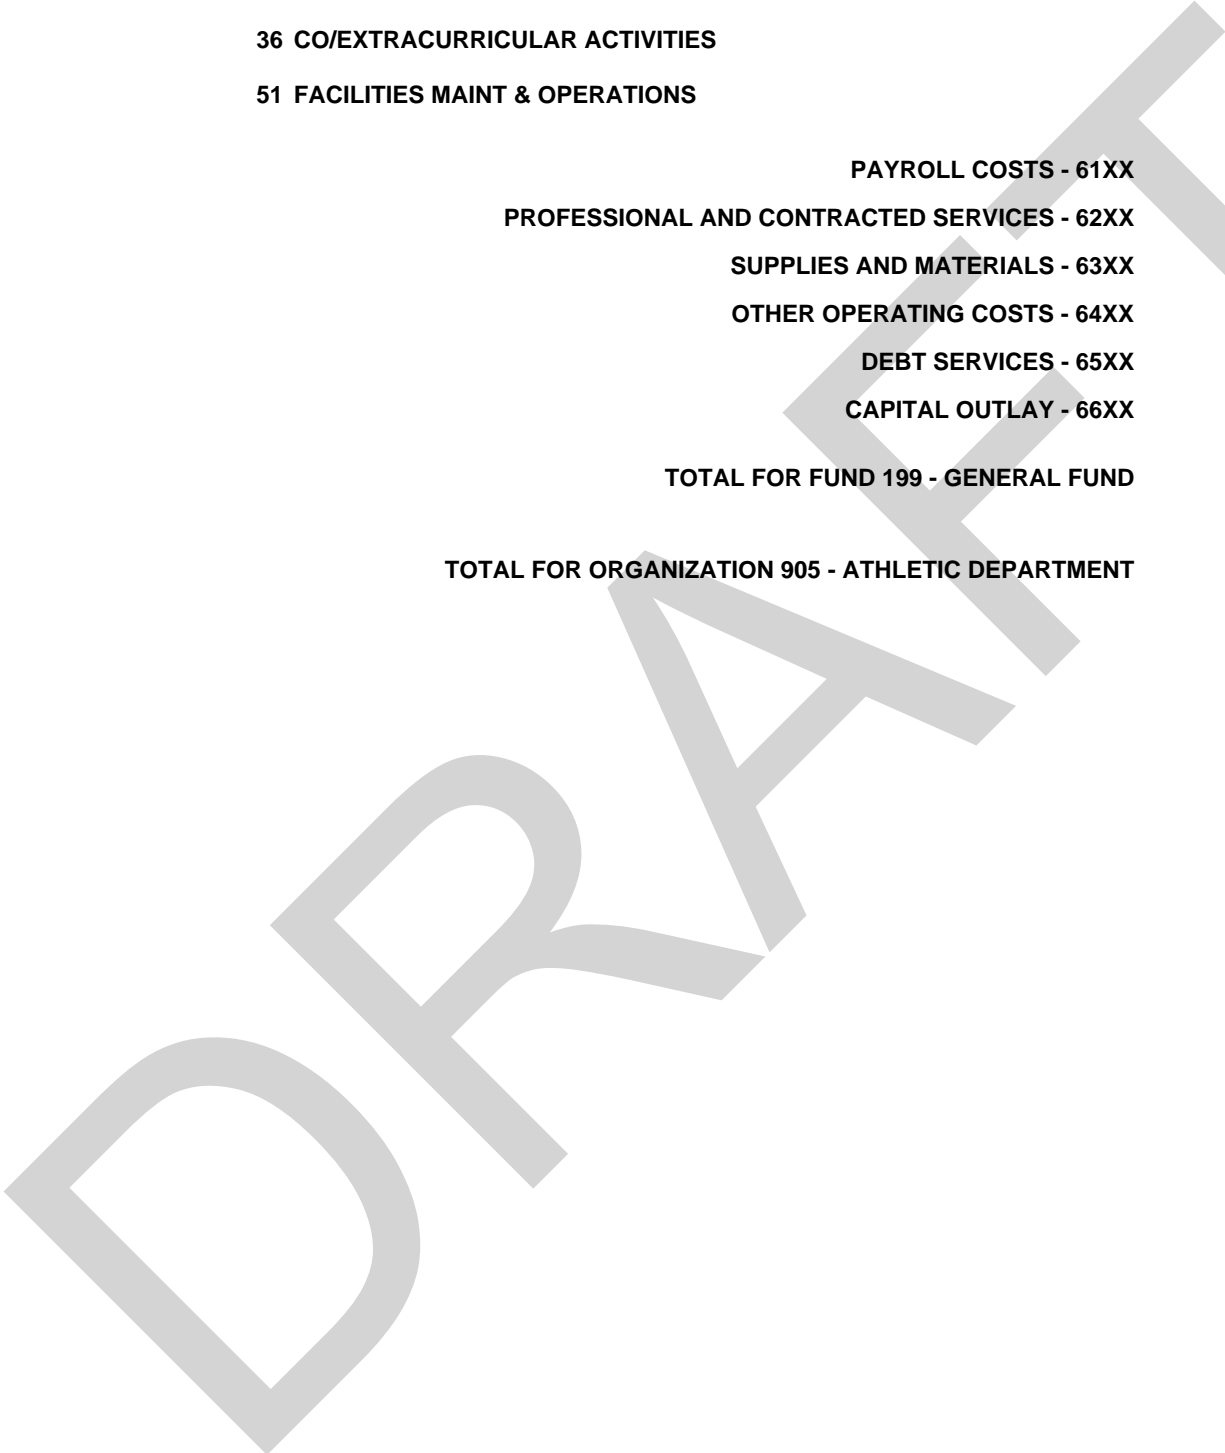 36 CO/EXTRACURRICULAR ACTIVITIES
51 FACILITIES MAINT & OPERATIONS
PAYROLL COSTS - 61XX
PROFESSIONAL AND CONTRACTED SERVICES - 62XX
SUPPLIES AND MATERIALS - 63XX
OTHER OPERATING COSTS - 64XX
DEBT SERVICES - 65XX
CAPITAL OUTLAY - 66XX
TOTAL FOR FUND 199 - GENERAL FUND
TOTAL FOR ORGANIZATION 905 - ATHLETIC DEPARTMENT
DRAFT